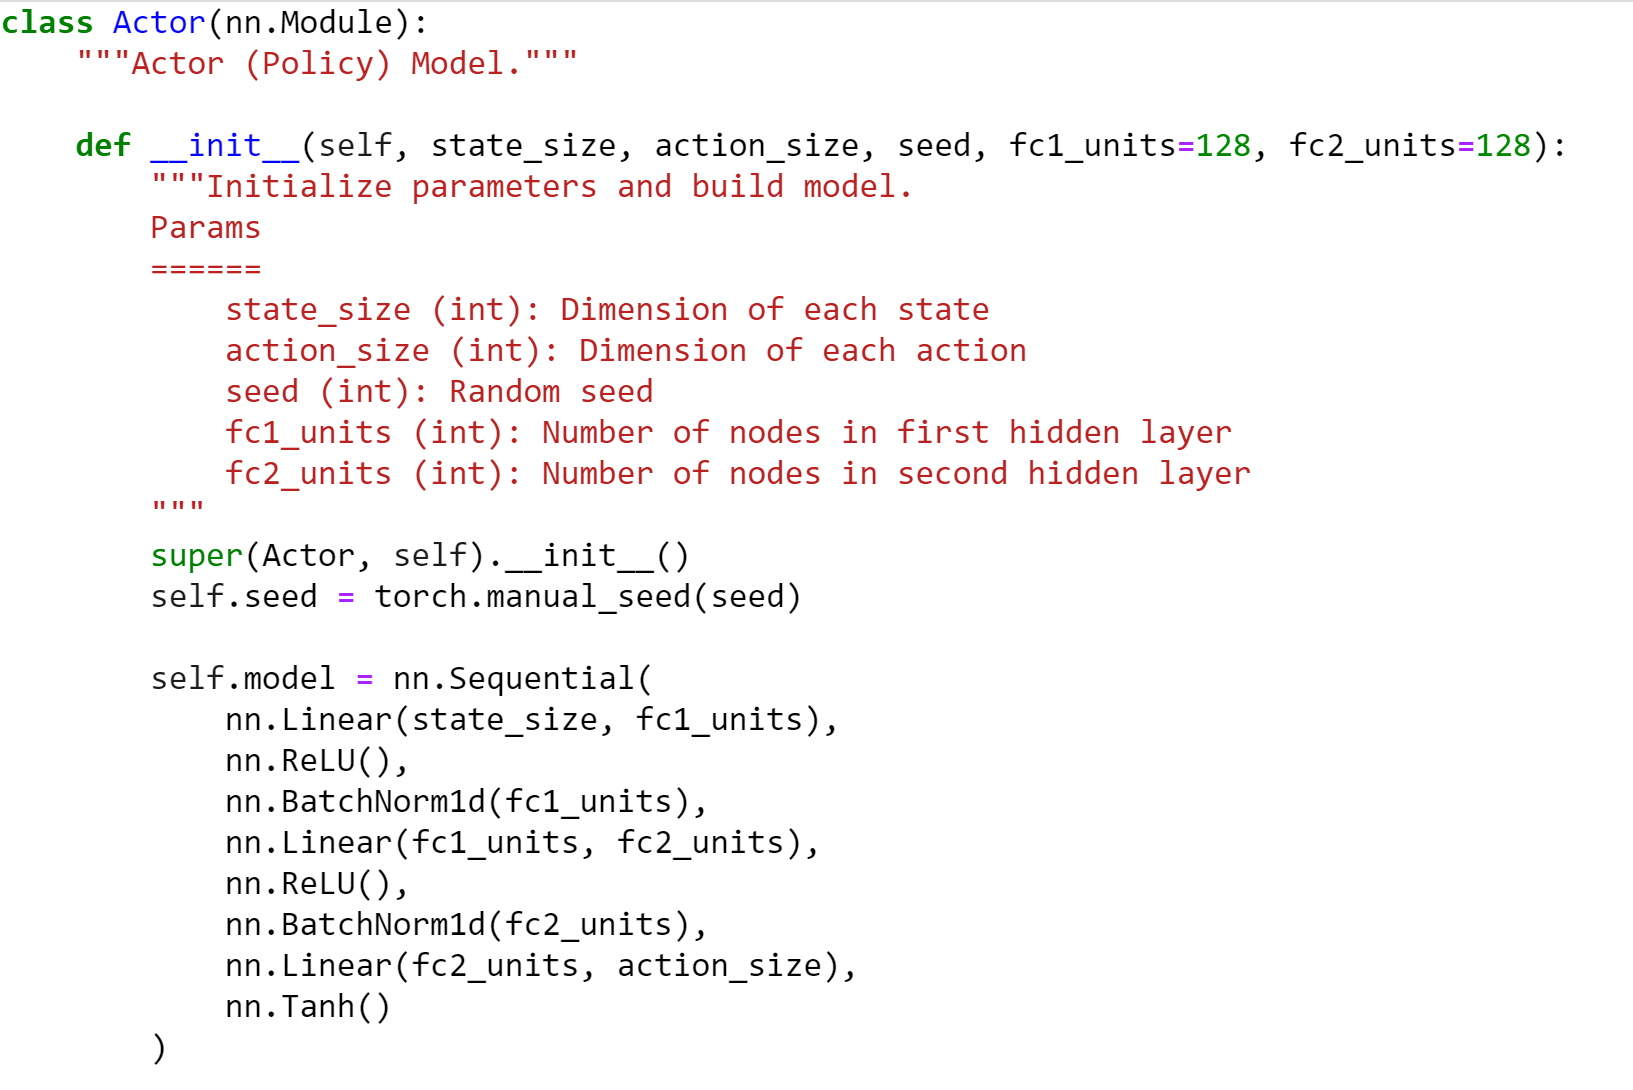 class Actor(nn.Module):
    """Actor (Policy) Model."""

    def __init__(self, state_size, action_size, seed, fc1_units=128, fc2_units=128):
        """Initialize parameters and build model.
        Params
        ======
            state_size (int): Dimension of each state
            action_size (int): Dimension of each action
            seed (int): Random seed
            fc1_units (int): Number of nodes in first hidden layer
            fc2_units (int): Number of nodes in second hidden layer
        """
        super(Actor, self).__init__()
        self.seed = torch.manual_seed(seed)

        self.model = nn.Sequential(
            nn.Linear(state_size, fc1_units),
            nn.ReLU(),
            nn.BatchNorm1d(fc1_units),
            nn.Linear(fc1_units, fc2_units),
            nn.ReLU(),
            nn.BatchNorm1d(fc2_units),
            nn.Linear(fc2_units, action_size),
            nn.Tanh()
        )